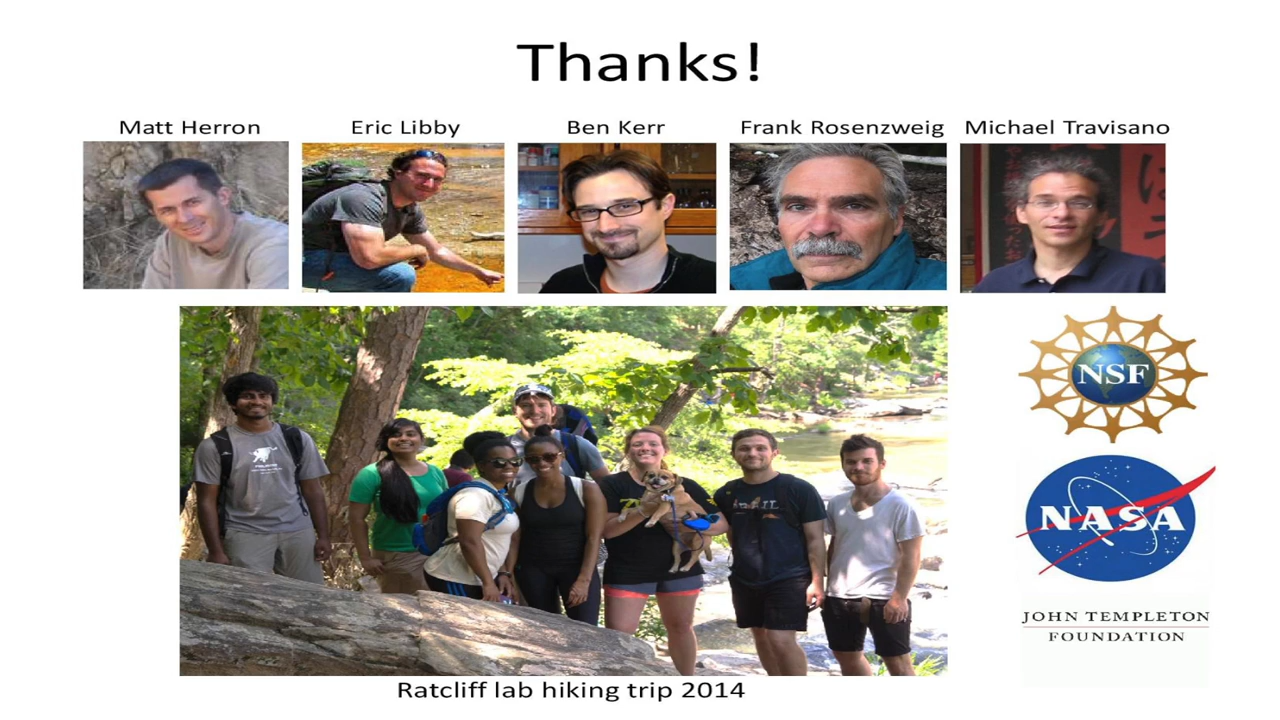 Thanks!
Matt Herron
Eric Libby
Ben Kerr
Frank Rosenzweig
Michael Travisano
NSF
NASA
JOHN TEMPLETON
FOUNDATION
Ratcliff lab hiking trip 2014